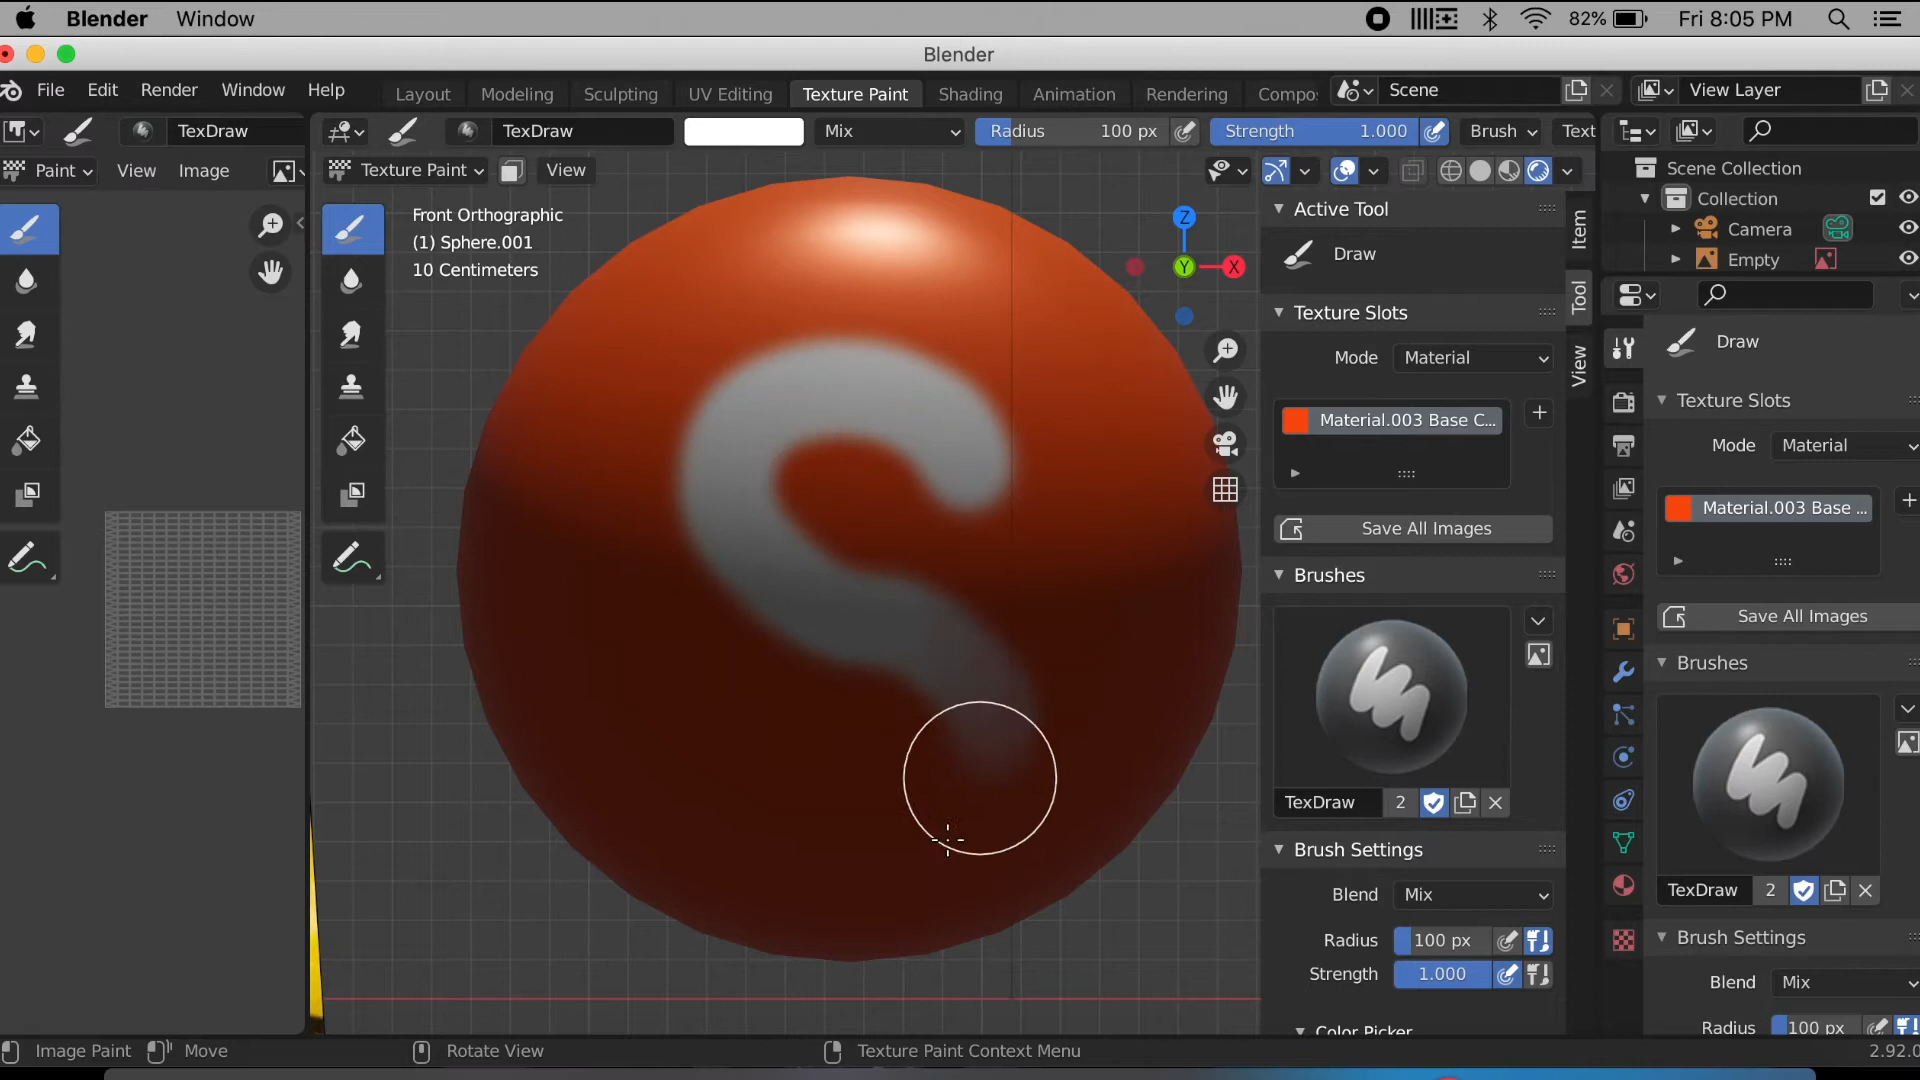 Blender Window 82% Fri 8:05 PM
Blender
File Edit Render Window Help Layout Modeling Sculpting UV Editing Texture Paint Shading Animation Rendering Compo Scene View Layer
TexDraw TexDraw Mix Radius 100 px Strength 1.000 Brush Text
Paint View Image Texture Paint View
Scene Collection
Collection
Camera
Empty
Front Orthographic
(1) Sphere.001
10 Centimeters
Z
Y
X
Active Tool
Draw
Texture Slots
Mode Material
Material.003 Base C...
Save All Images
Brushes
TexDraw 2
Brush Settings
Blend Mix
Radius 100 px
Strength 1.000
Color Picker
Item
Tool
View
Draw
Texture Slots
Mode Material
Material.003 Base ...
Save All Images
Brushes
TexDraw 2
Brush Settings
Blend Mix
Radius 100 px
Image Paint Move Rotate View Texture Paint Context Menu 2.92.0